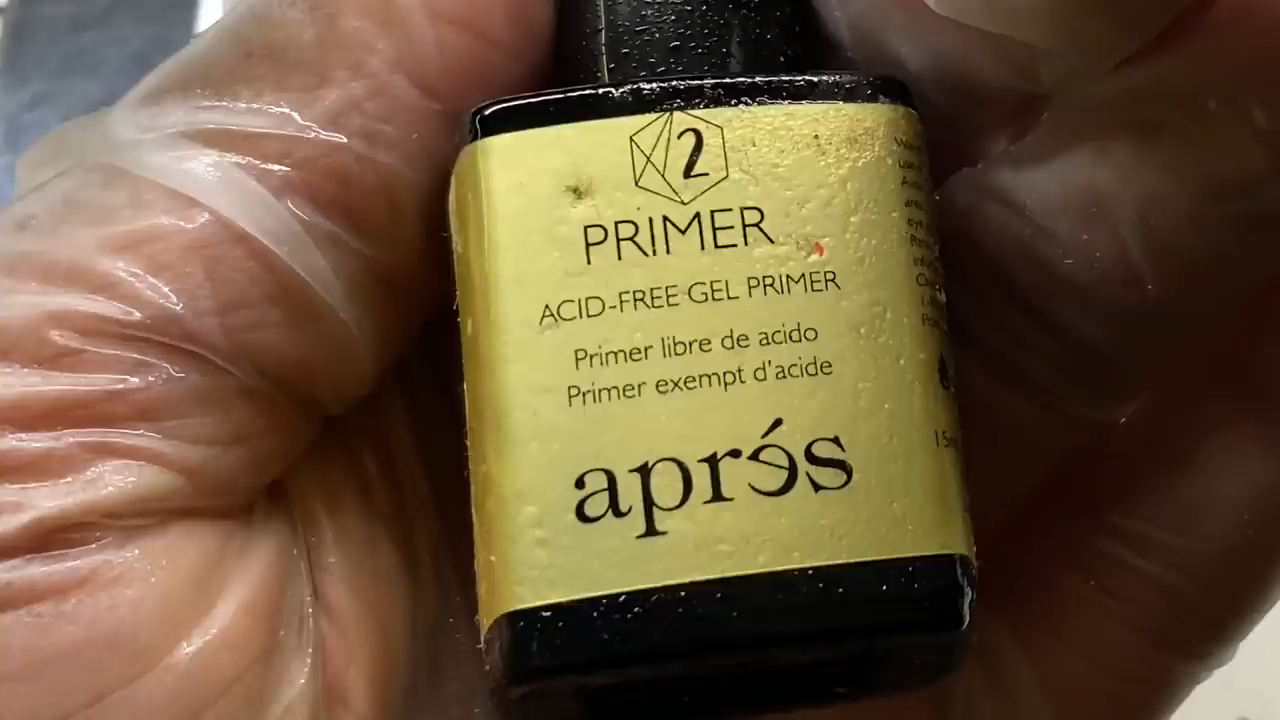 2
PRIMER
ACID-FREE GEL PRIMER
Primer libre de acido
Primer exempt d'acide
aprés